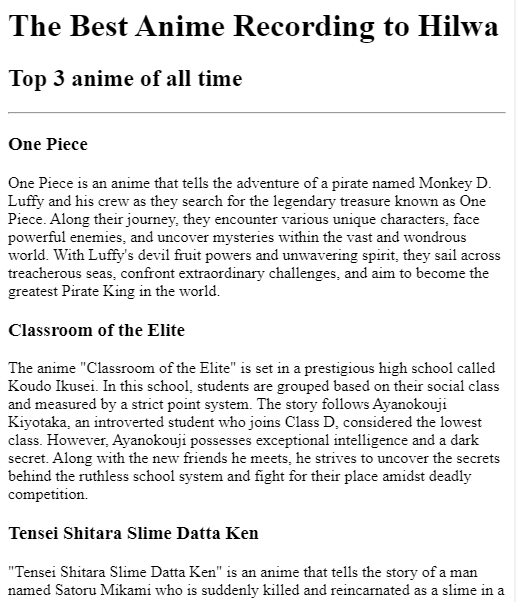 The Best Anime Recording to Hilwa
Top 3 anime of all time
One Piece
One Piece is an anime that tells the adventure of a pirate named Monkey D.
Luffy and his crew as they search for the legendary treasure known as One
Piece. Along their journey, they encounter various unique characters, face
powerful enemies, and uncover mysteries within the vast and wondrous
world. With Luffy's devil fruit powers and unwavering spirit, they sail across
treacherous seas, confront extraordinary challenges, and aim to become the
greatest Pirate King in the world.
Classroom of the Elite
The anime "Classroom of the Elite" is set in a prestigious high school called
Koudo Ikusei. In this school, students are grouped based on their social class
and measured by a strict point system. The story follows Ayanokouji
Kiyotaka, an introverted student who joins Class D, considered the lowest
class. However, Ayanokouji possesses exceptional intelligence and a dark
secret. Along with the new friends he meets, he strives to uncover the secrets
behind the ruthless school system and fight for their place amidst deadly
competition.
Tensei Shitara Slime Datta Ken
"Tensei Shitara Slime Datta Ken" is an anime that tells the story of a man
named Satoru Mikami who is suddenly killed and reincarnated as a slime in a